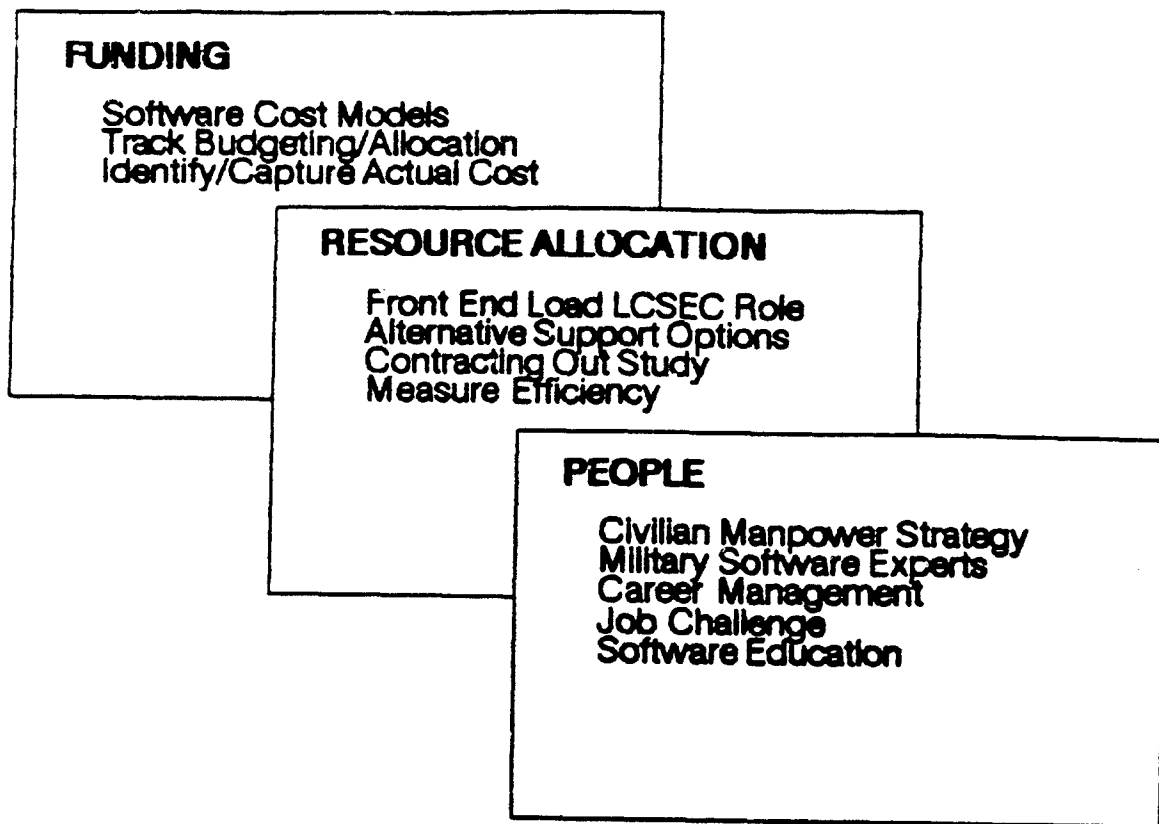 FUNDING
Software Cost Models
Track Budgeting/Allocation
Identify/Capture Actual Cost
RESOURCE ALLOCATION
Front End Load LCSEC Role
Alternative Support Options
Contracting Out Study
Measure Efficiency
PEOPLE
Civilian Manpower Strategy
Military Software Experts
Career Management
Job Challenge
Software Education